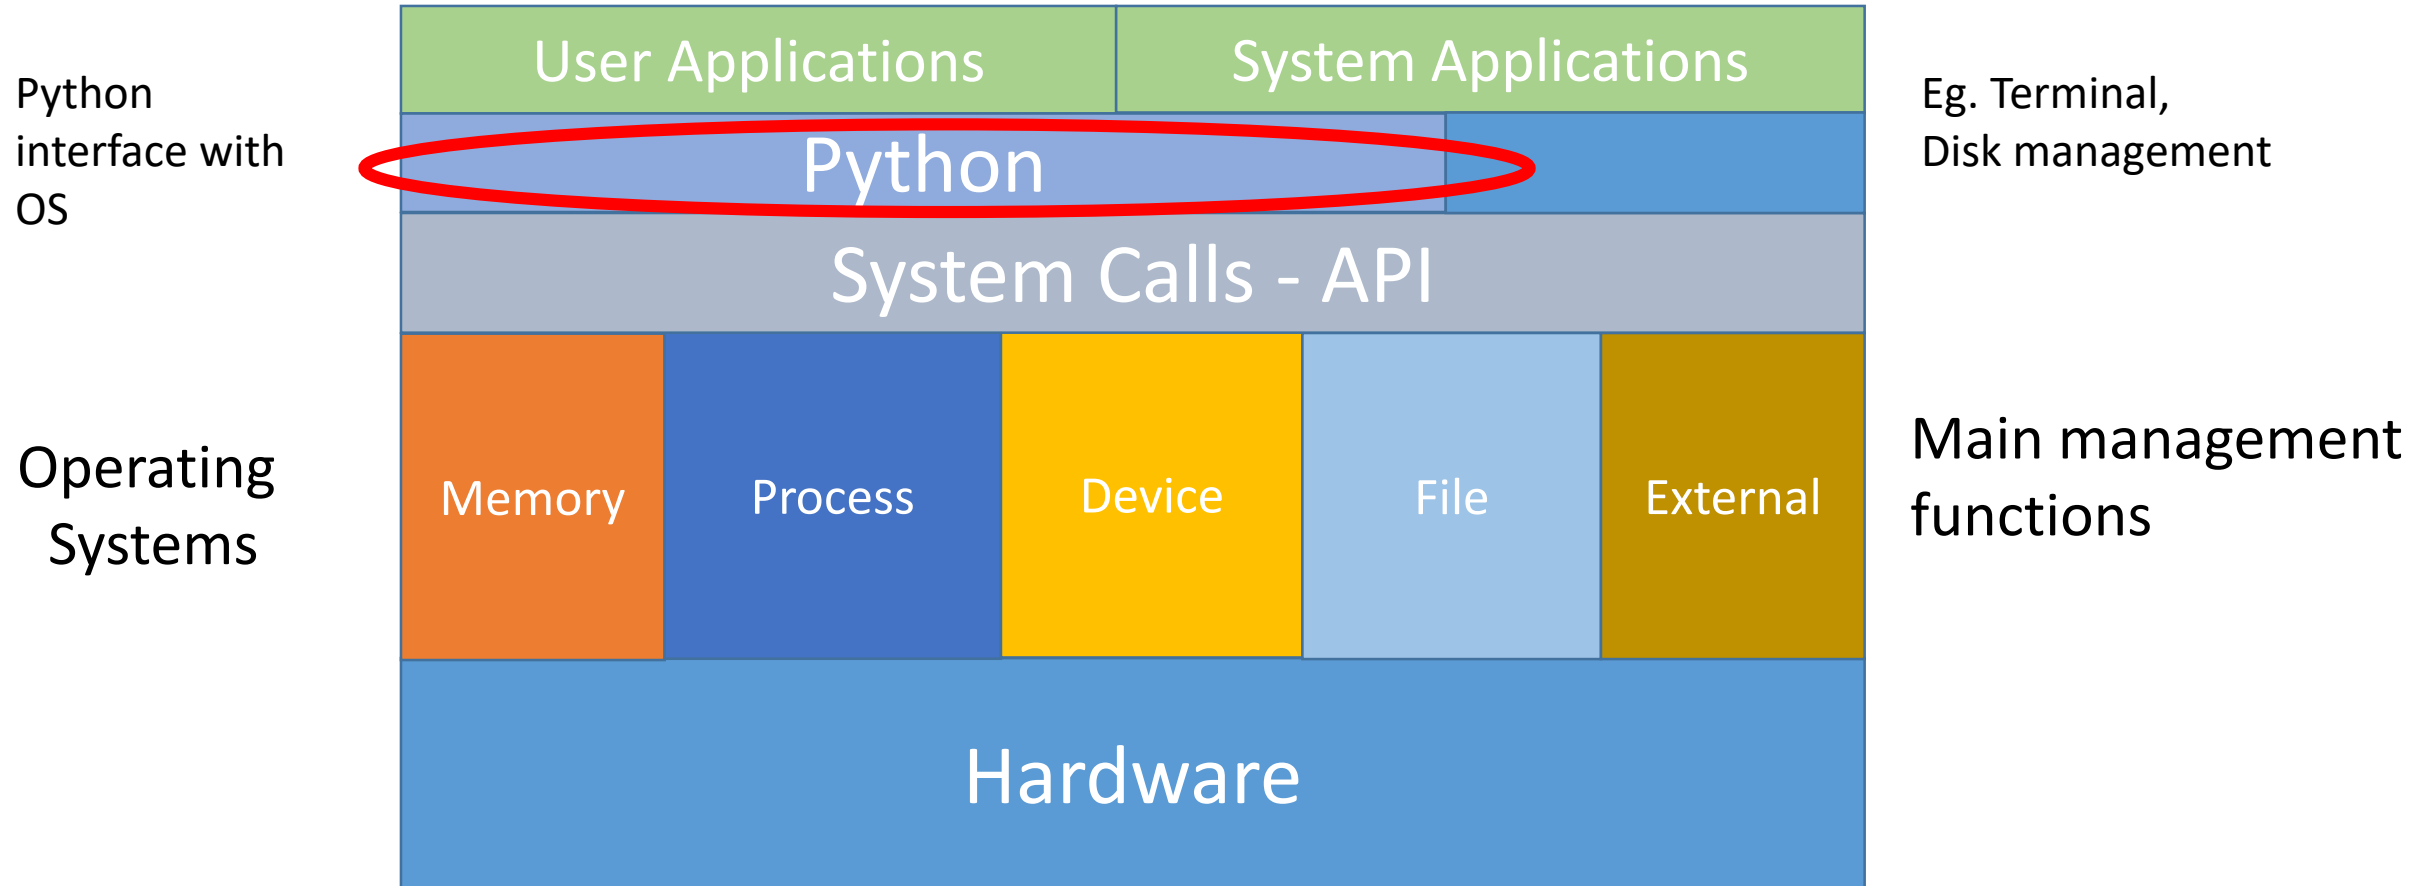 User Applications
System Applications
Python
interface with
OS
Eg. Terminal,
Disk management
Python
System Calls - API
Operating
Systems
Memory
Process
Device
File
External
Main management
functions
Hardware